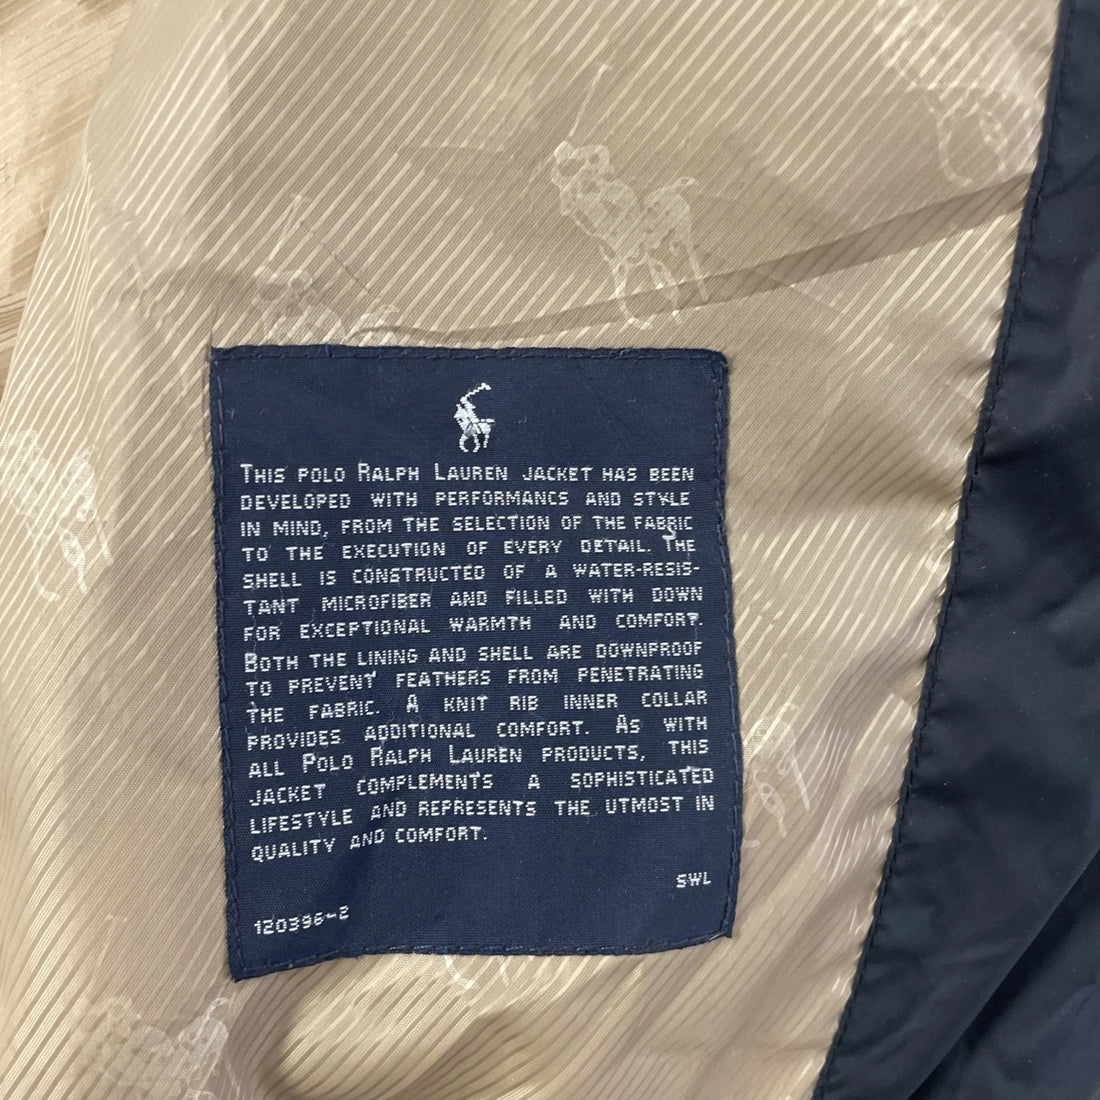 THIS POLO RALPH LAUREN JACKET HAS BEEN
DEVELOPED WITH PERFORMANCS AND STYLE
IN MIND, FROM THE SELECTION OF THE FABRIC
TO THE EXECUTION OF EVERY DETAIL. THE
SHELL IS CONSTRUCTED OF A WATER-RESIS-
TANT MICROFIBER AND FILLED WITH DOWN
FOR EXCEPTIONAL WARMTH AND COMFORT.
BOTH THE LINING AND SHELL ARE DOWNPROOF
TO PREVENT FEATHERS FROM PENETRATING
THE FABRIC. A KNIT RIB INNER COLLAR
PROVIDES ADDITIONAL COMFORT. AS WITH
ALL POLO RALPH LAUREN PRODUCTS, THIS
JACKET COMPLEMENTS A SOPHISTICATED
LIFESTYLE AND REPRESENTS THE UTMOST IN
QUALITY AND COMFORT.
SWL
120396-2